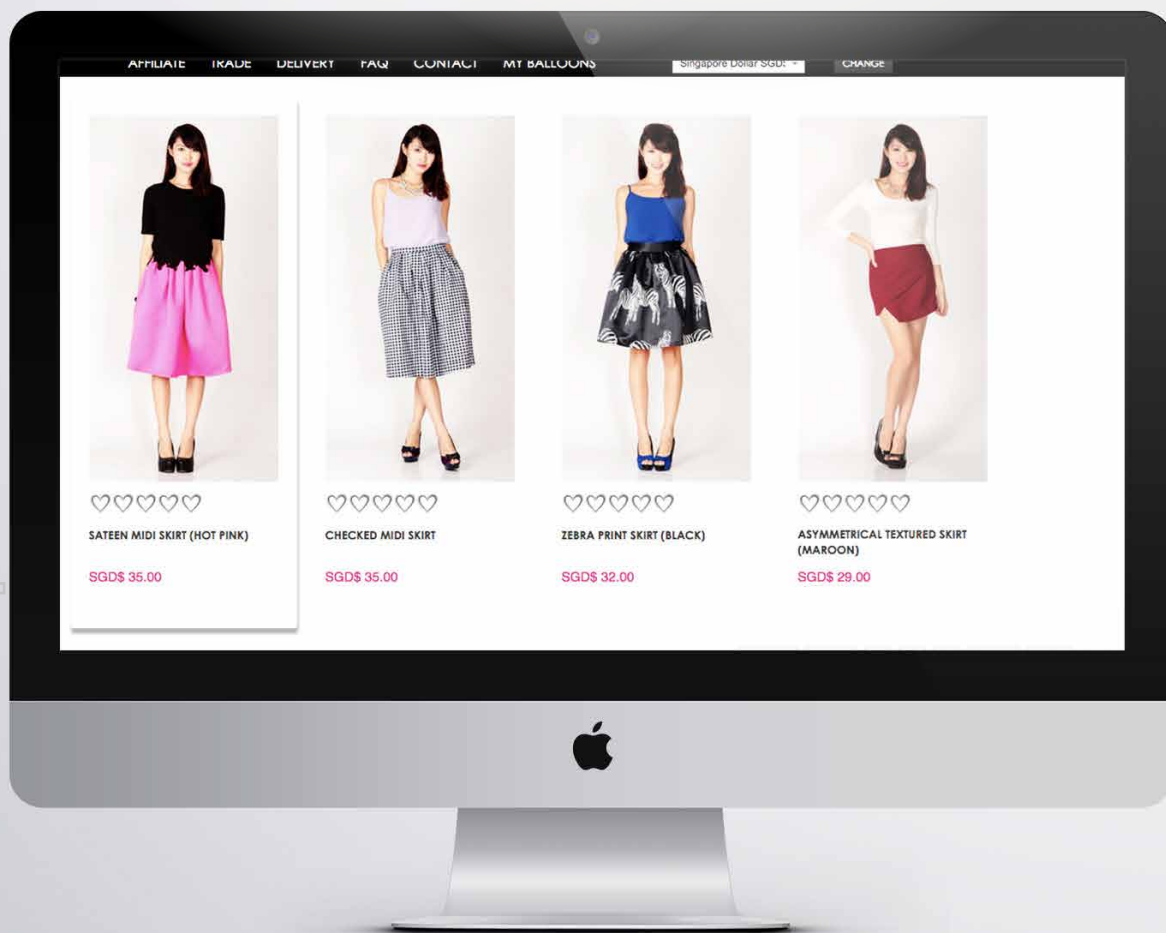 AFFILIATE TRADE DELIVERY FAQ CONTACT MY BALLOONS Singapore Dollar SGD$ CHANGE
SATEEN MIDI SKIRT (HOT PINK)
SGD$ 35.00
CHECKED MIDI SKIRT
SGD$ 35.00
ZEBRA PRINT SKIRT (BLACK)
SGD$ 32.00
ASYMMETRICAL TEXTURED SKIRT
(MAROON)
SGD$ 29.00